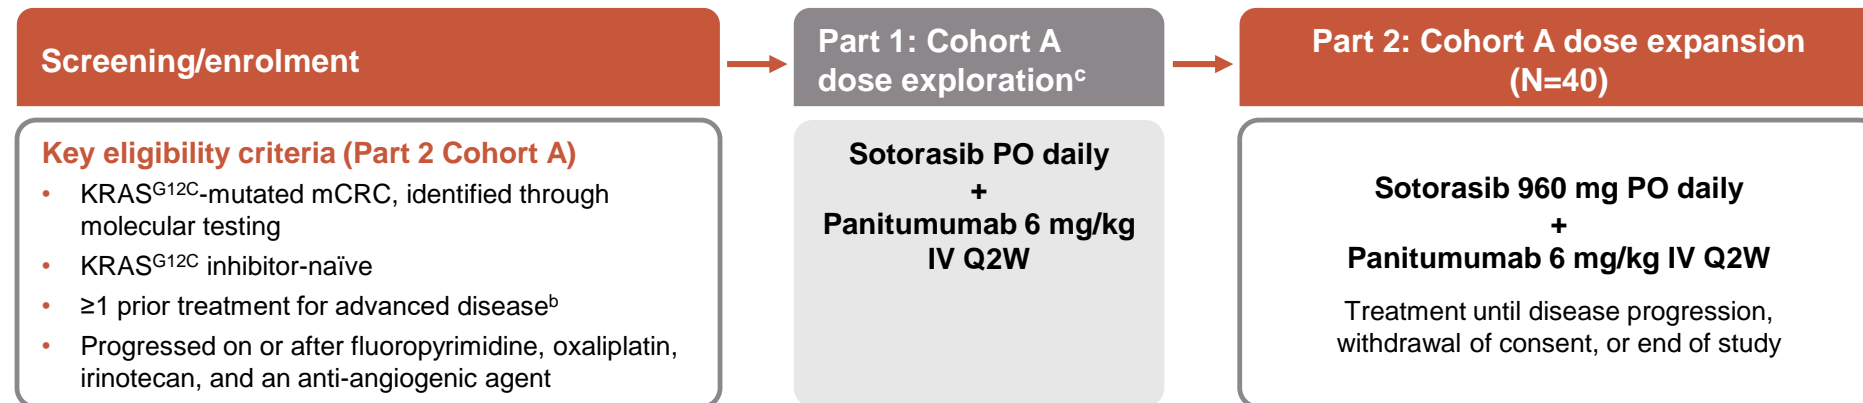 Screening/enrolment
Key eligibility criteria (Part 2 Cohort A)
• KRASG12C-mutated mCRC, identified through
molecular testing
• KRASG12C inhibitor-naïve
• ≥1 prior treatment for advanced diseaseb
• Progressed on or after fluoropyrimidine, oxaliplatin,
irinotecan, and an anti-angiogenic agent
Part 1: Cohort A
dose explorationc
Sotorasib PO daily
+
Panitumumab 6 mg/kg
IV Q2W
Part 2: Cohort A dose expansion
(N=40)
Sotorasib 960 mg PO daily
+
Panitumumab 6 mg/kg IV Q2W
Treatment until disease progression,
withdrawal of consent, or end of study